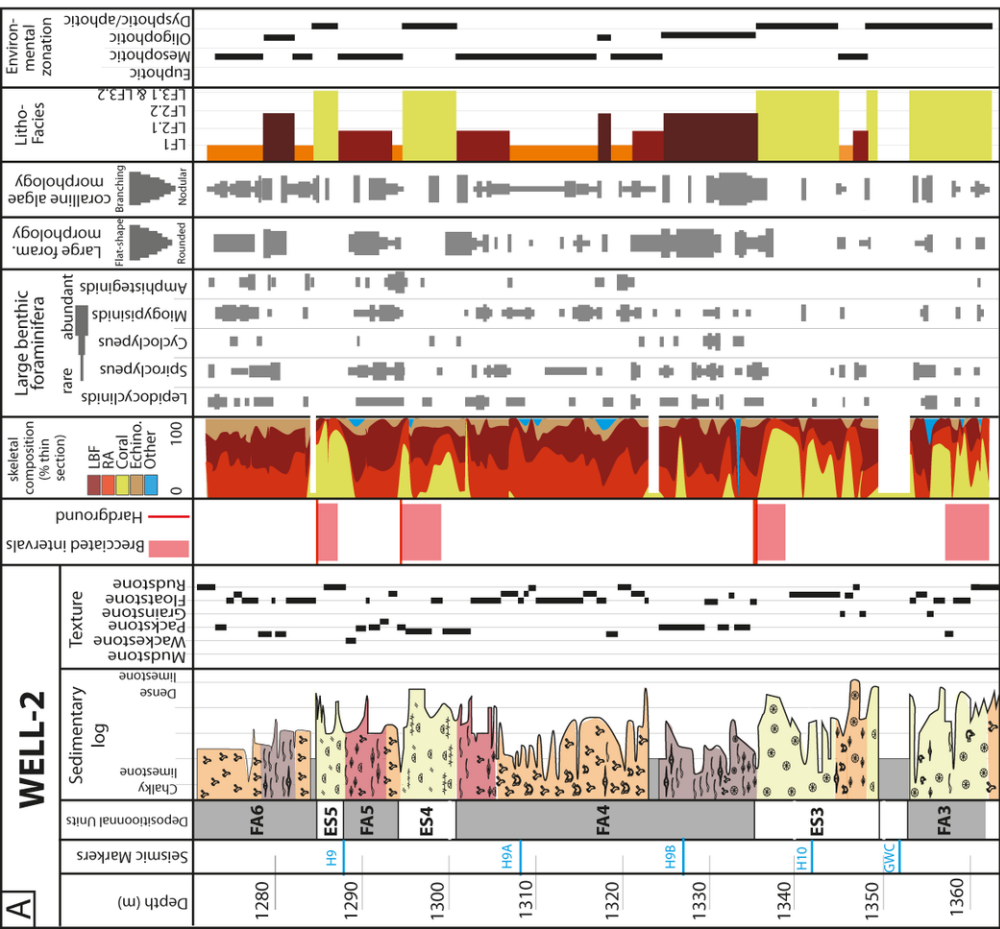 A
WELL-2
Environ-
mental
zonation
Dysphotic/aphotic
Oligophotic
Mesophotic
Euphotic
Litho-
Facies
LF3.1 & LF3.2
LF2.2
LF2.1
LF1
coralline algae
morphology
Branching
Nodular
Large foram.
morphology
Flat-shape
Rounded
Large benthic
foraminifera
rare
abundant
Amphisteginids
Miogypisinids
Cycloclypeus
Spiroclypeus
Lepidocyclinids
skeletal
composition
(% thin
section)
LBF
RA
Coral
Echino.
Other
0
100
Hardground
Brecciated intervals
Texture
Rudstone
Floatstone
Grainstone
Packstone
Wackestone
Mudstone
Sedimentary
log
Dense
limestone
Chalky
limestone
Depositionnal Units
FA6
ES5
FA5
ES4
FA4
ES3
FA3
Seismic Markers
H9
H9A
H9B
H10
GWC
Depth (m)
1280
1290
1300
1310
1320
1330
1340
1350
1360